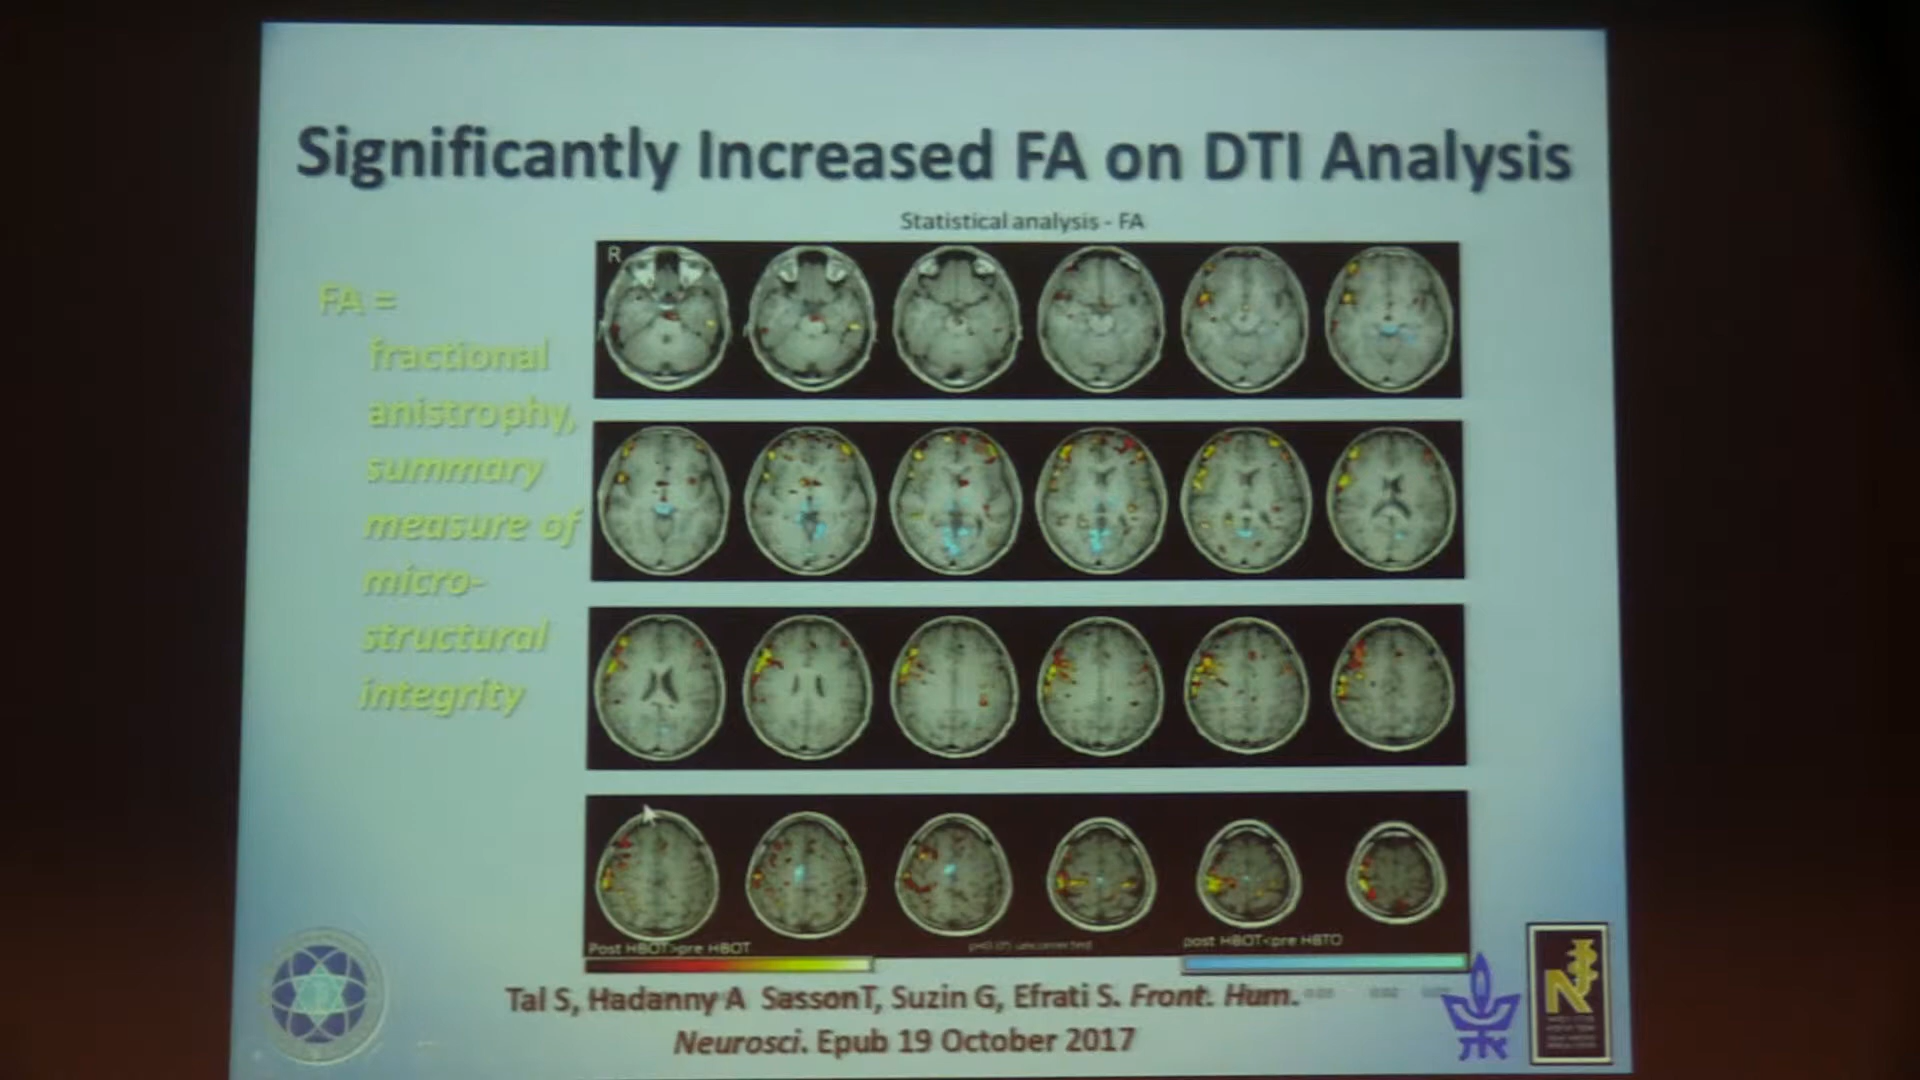 Significantly Increased FA on DTI Analysis
Statistical analysis - FA
R
FA =
fractional
anistrophy,
summary
measure of
micro-
structural
integrity
Post HBOT>pre HBOT
post HBOT<pre HBTO
Tal S, Hadanny A SassonT, Suzin G, Efrati S. Front. Hum.
Neurosci. Epub 19 October 2017